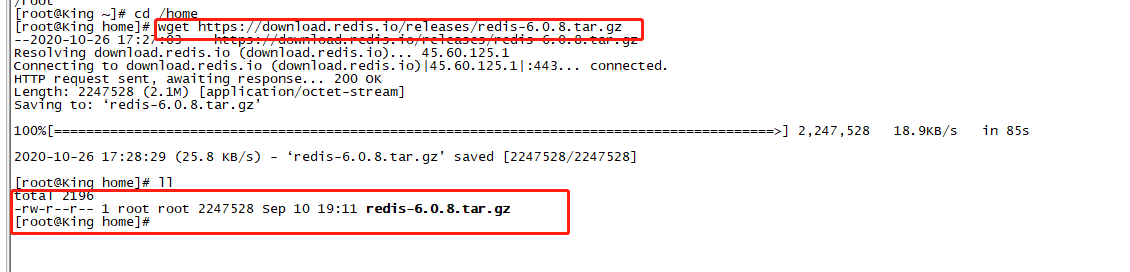 /root
[root@King ~]# cd /home
[root@King home]# wget https://download.redis.io/releases/redis-6.0.8.tar.gz
--2020-10-26 17:27:03-- https://download.redis.io/releases/redis-6.0.8.tar.gz
Resolving download.redis.io (download.redis.io)... 45.60.125.1
Connecting to download.redis.io (download.redis.io)|45.60.125.1|:443... connected.
HTTP request sent, awaiting response... 200 OK
Length: 2247528 (2.1M) [application/octet-stream]
Saving to: ‘redis-6.0.8.tar.gz’
100%[==========================================================================================>] 2,247,528 18.9KB/s in 85s
2020-10-26 17:28:29 (25.8 KB/s) - ‘redis-6.0.8.tar.gz’ saved [2247528/2247528]
[root@King home]# ll
total 2196
-rw-r--r-- 1 root root 2247528 Sep 10 19:11 redis-6.0.8.tar.gz
[root@King home]#